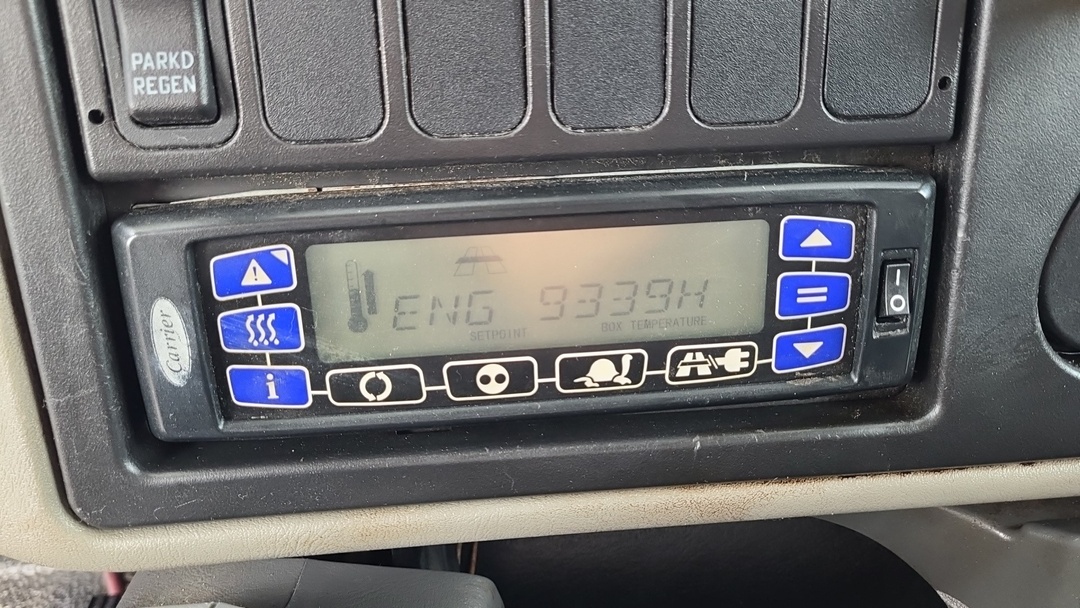 PARKD
REGEN
Carrier
ENG 9339H
SETPOINT BOX TEMPERATURE
i
I
O